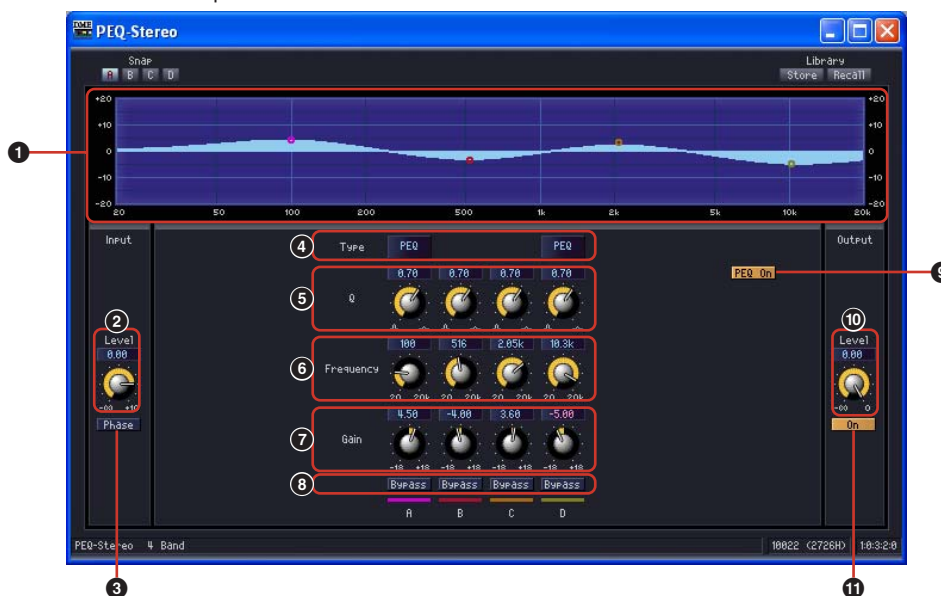 PEQ-Stereo
Snap
Library
A B C D
Store Recall
+20 +20
+10 +10
0 0
-10 -10
-20 -20
20 50 100 200 500 1k 2k 5k 10k 20k
1
Input
Output
4 Type PEQ PEQ
PEQ On 9
5 Q 0.70 0.70 0.70 0.70
2
10
Level
Level
0.00
0.00
6 Frequency 100 516 2.05k 10.3k
20 20k 20 20k 20 20k 20 20k
-∞ +10
-∞ 0
Phase
On
7 Gain 4.50 -4.00 3.60 -5.00
-18 +18 -18 +18 -18 +18 -18 +18
8 Bypass Bypass Bypass Bypass
A B C D
PEQ-Stereo 4 Band
10022 (2726H) 1:0:3:2:0
3
11